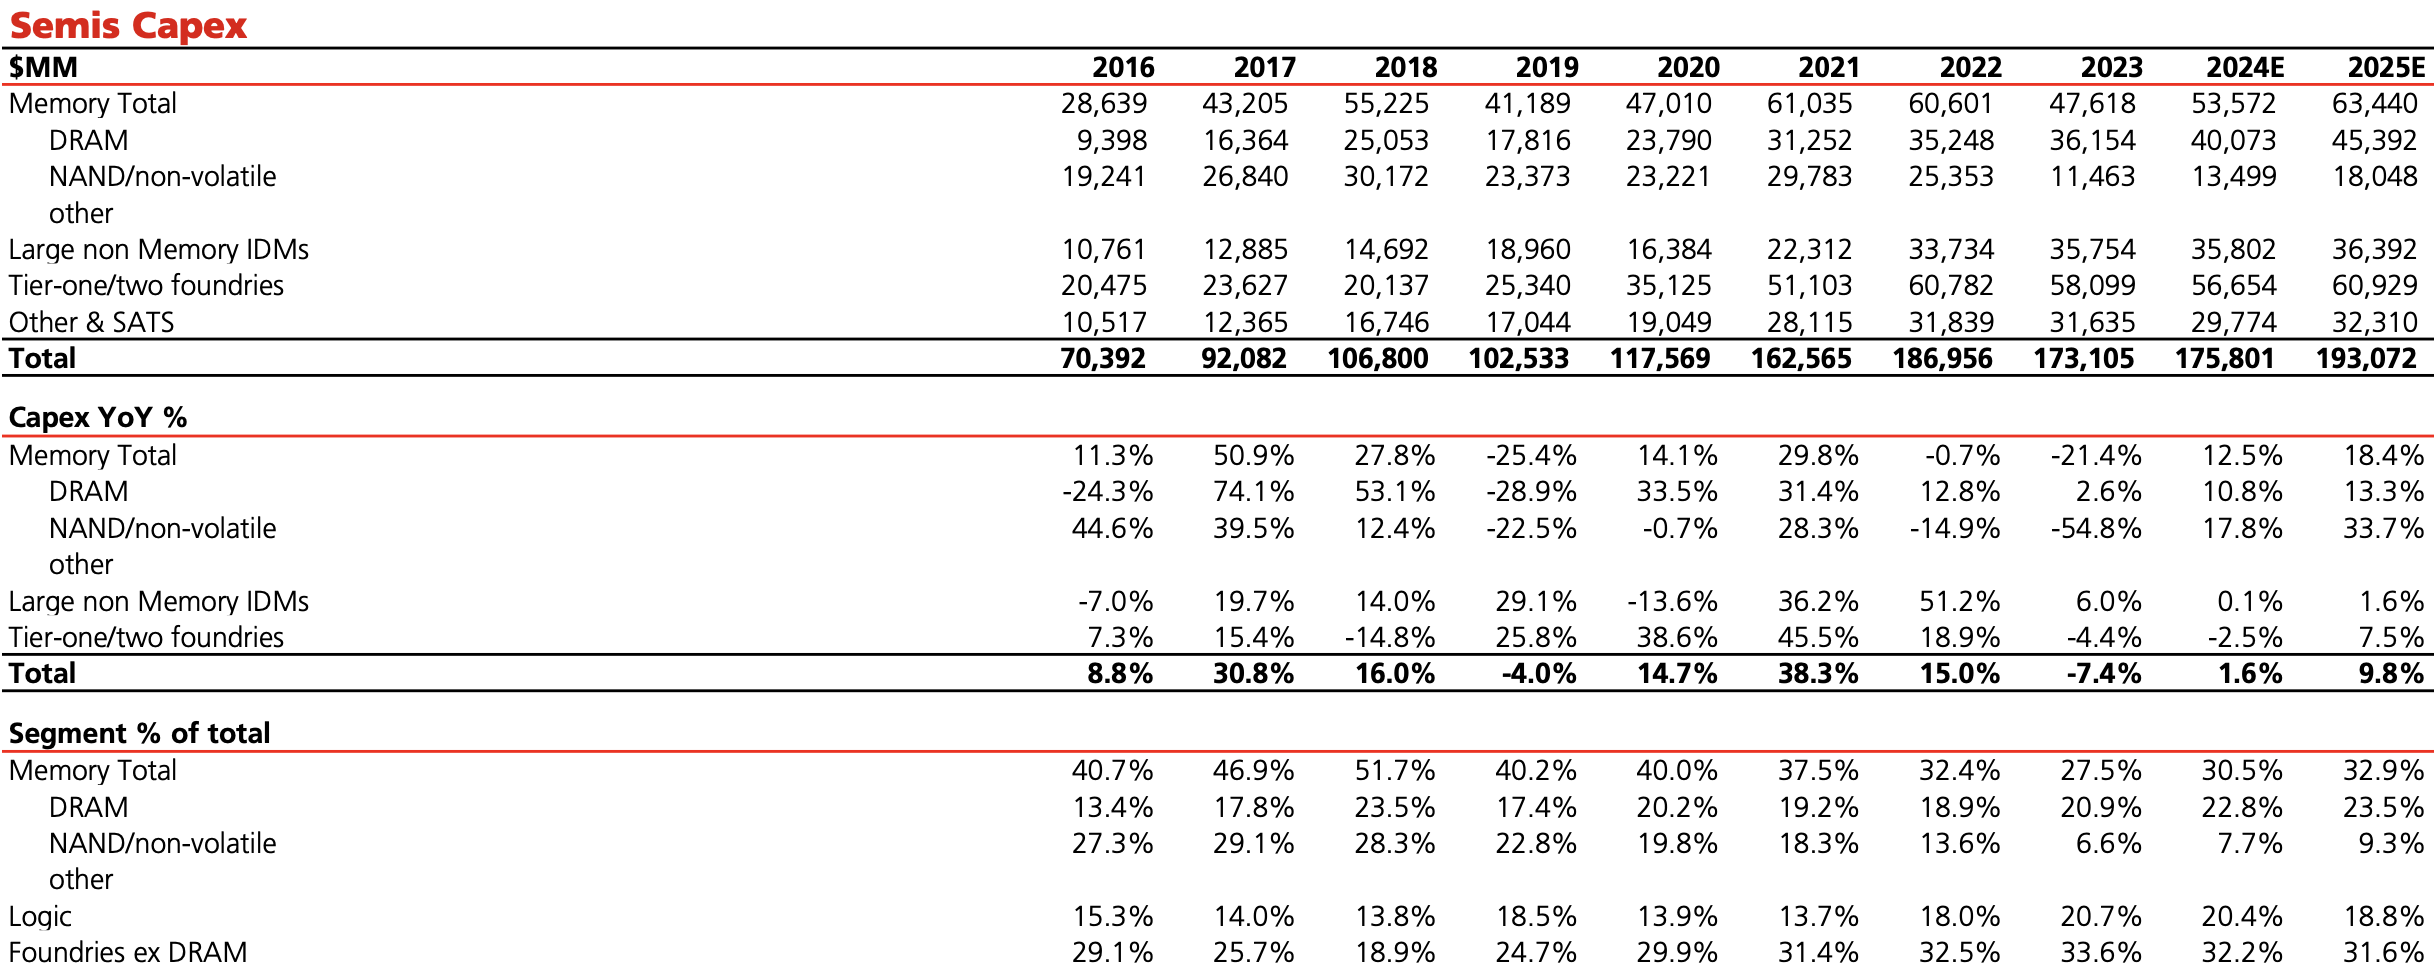 Semis Capex
$MM 2016 2017 2018 2019 2020 2021 2022 2023 2024E 2025E
Memory Total 28,639 43,205 55,225 41,189 47,010 61,035 60,601 47,618 53,572 63,440
DRAM 9,398 16,364 25,053 17,816 23,790 31,252 35,248 36,154 40,073 45,392
NAND/non-volatile 19,241 26,840 30,172 23,373 23,221 29,783 25,353 11,463 13,499 18,048
other
Large non Memory IDMs 10,761 12,885 14,692 18,960 16,384 22,312 33,734 35,754 35,802 36,392
Tier-one/two foundries 20,475 23,627 20,137 25,340 35,125 51,103 60,782 58,099 56,654 60,929
Other & SATS 10,517 12,365 16,746 17,044 19,049 28,115 31,839 31,635 29,774 32,310
Total 70,392 92,082 106,800 102,533 117,569 162,565 186,956 173,105 175,801 193,072
Capex YoY %
Memory Total 11.3% 50.9% 27.8% -25.4% 14.1% 29.8% -0.7% -21.4% 12.5% 18.4%
DRAM -24.3% 74.1% 53.1% -28.9% 33.5% 31.4% 12.8% 2.6% 10.8% 13.3%
NAND/non-volatile 44.6% 39.5% 12.4% -22.5% -0.7% 28.3% -14.9% -54.8% 17.8% 33.7%
other
Large non Memory IDMs -7.0% 19.7% 14.0% 29.1% -13.6% 36.2% 51.2% 6.0% 0.1% 1.6%
Tier-one/two foundries 7.3% 15.4% -14.8% 25.8% 38.6% 45.5% 18.9% -4.4% -2.5% 7.5%
Total 8.8% 30.8% 16.0% -4.0% 14.7% 38.3% 15.0% -7.4% 1.6% 9.8%
Segment % of total
Memory Total 40.7% 46.9% 51.7% 40.2% 40.0% 37.5% 32.4% 27.5% 30.5% 32.9%
DRAM 13.4% 17.8% 23.5% 17.4% 20.2% 19.2% 18.9% 20.9% 22.8% 23.5%
NAND/non-volatile 27.3% 29.1% 28.3% 22.8% 19.8% 18.3% 13.6% 6.6% 7.7% 9.3%
other
Logic 15.3% 14.0% 13.8% 18.5% 13.9% 13.7% 18.0% 20.7% 20.4% 18.8%
Foundries ex DRAM 29.1% 25.7% 18.9% 24.7% 29.9% 31.4% 32.5% 33.6% 32.2% 31.6%